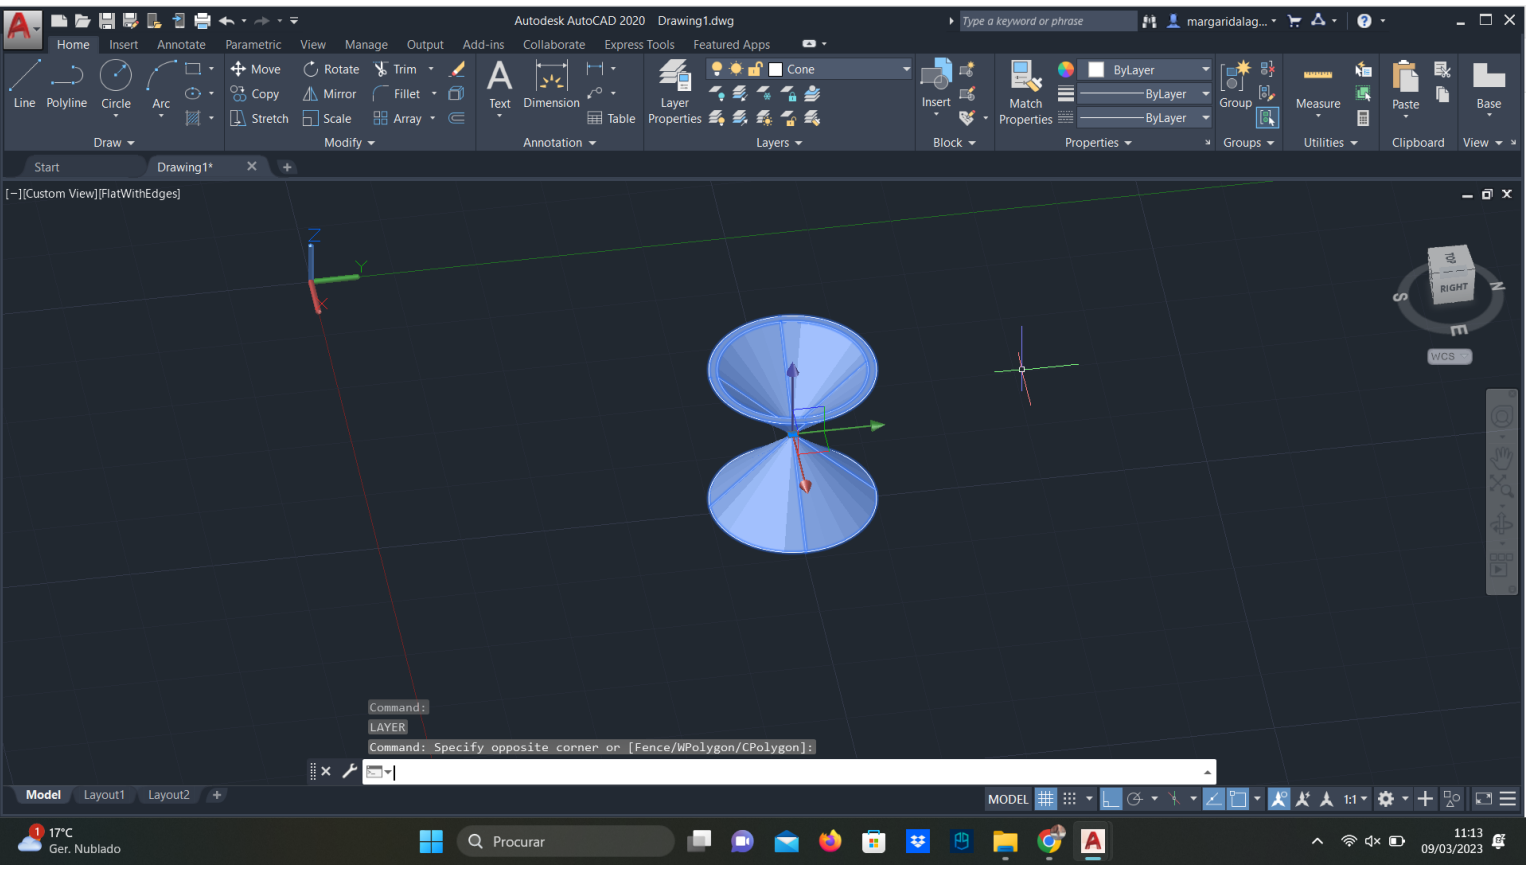 Autodesk AutoCAD 2020 Drawing1.dwg
Type a keyword or phrase
margaridalag...
Home Insert Annotate Parametric View Manage Output Add-ins Collaborate Express Tools Featured Apps
Line Polyline Circle Arc
Move Rotate Trim
Copy Mirror Fillet
Stretch Scale Array
Text Dimension Table
Layer Properties
Cone
Insert
Match Properties
ByLayer
ByLayer
ByLayer
Group
Measure
Paste
Base
Draw Modify Annotation Layers Block Properties Groups Utilities Clipboard View
Start Drawing1* +
[−][Custom View][FlatWithEdges]
Z
Y
X
TOP
RIGHT
S
N
E
WCS
Command:
LAYER
Command: Specify opposite corner or [Fence/WPolygon/CPolygon]:
Model Layout1 Layout2 +
MODEL 1:1
1
17°C
Ger. Nublado
Procurar
11:13
09/03/2023